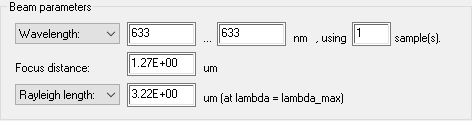 Beam parameters
Wavelength: 633 ... 633 nm , using 1 sample(s).
Focus distance: 1.27E+00 um
Rayleigh length: 3.22E+00 um (at lambda = lambda_max)